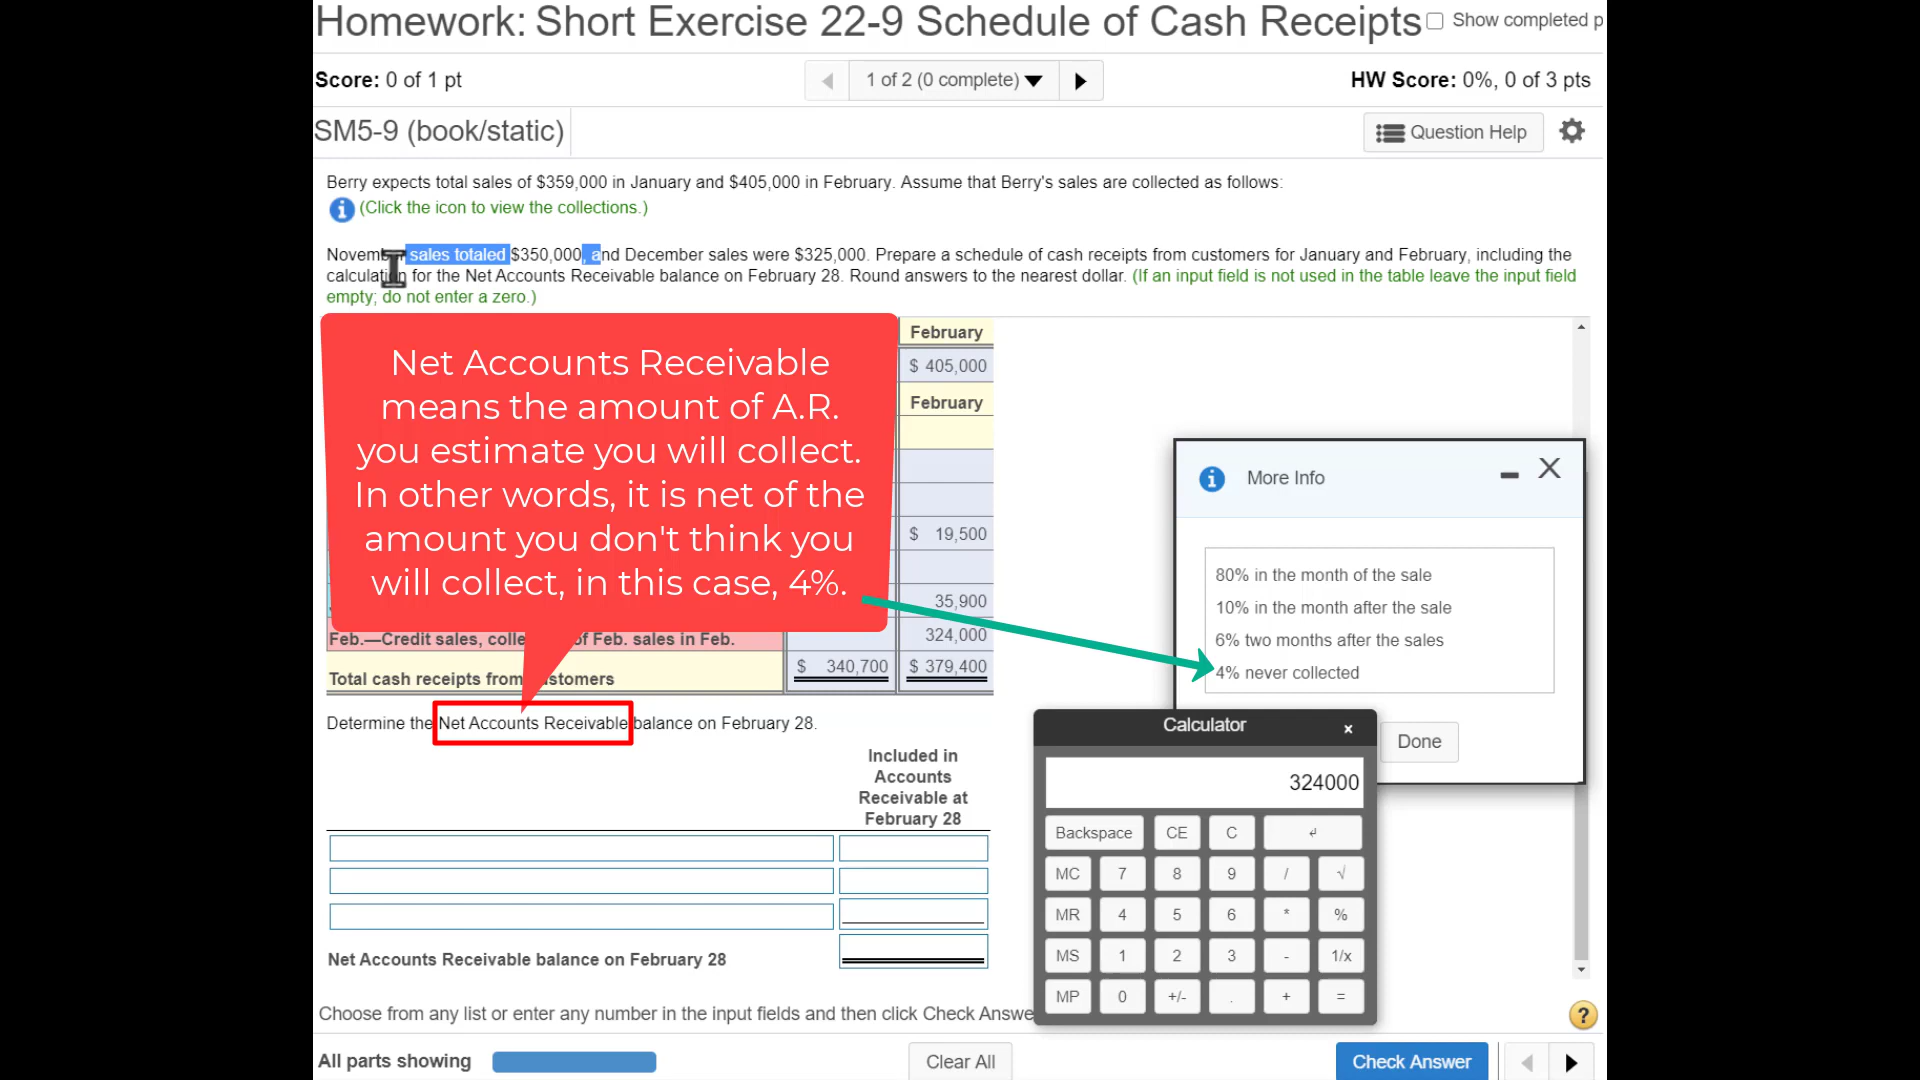 Homework: Short Exercise 22-9 Schedule of Cash Receipts
Show completed p
Score: 0 of 1 pt
1 of 2 (0 complete)
HW Score: 0%, 0 of 3 pts
SM5-9 (book/static)
Question Help
Berry expects total sales of $359,000 in January and $405,000 in February. Assume that Berry's sales are collected as follows:
(Click the icon to view the collections.)
November sales totaled $350,000, and December sales were $325,000. Prepare a schedule of cash receipts from customers for January and February, including the
calculation for the Net Accounts Receivable balance on February 28. Round answers to the nearest dollar. (If an input field is not used in the table leave the input field
empty; do not enter a zero.)
Net Accounts Receivable
means the amount of A.R.
you estimate you will collect.
In other words, it is net of the
amount you don't think you
will collect, in this case, 4%.
February
$ 405,000
February
$ 19,500
35,900
Feb.—Credit sales, colle of Feb. sales in Feb.
324,000
Total cash receipts from ustomers
$ 340,700 $ 379,400
Determine the Net Accounts Receivable balance on February 28.
Included in
Accounts
Receivable at
February 28
Net Accounts Receivable balance on February 28
More Info
80% in the month of the sale
10% in the month after the sale
6% two months after the sales
4% never collected
Done
Calculator x
324000
Backspace CE C ↵
MC 7 8 9 / √
MR 4 5 6 * %
MS 1 2 3 - 1/x
MP 0 +/- . + =
Choose from any list or enter any number in the input fields and then click Check Answe
?
All parts showing
Clear All
Check Answer